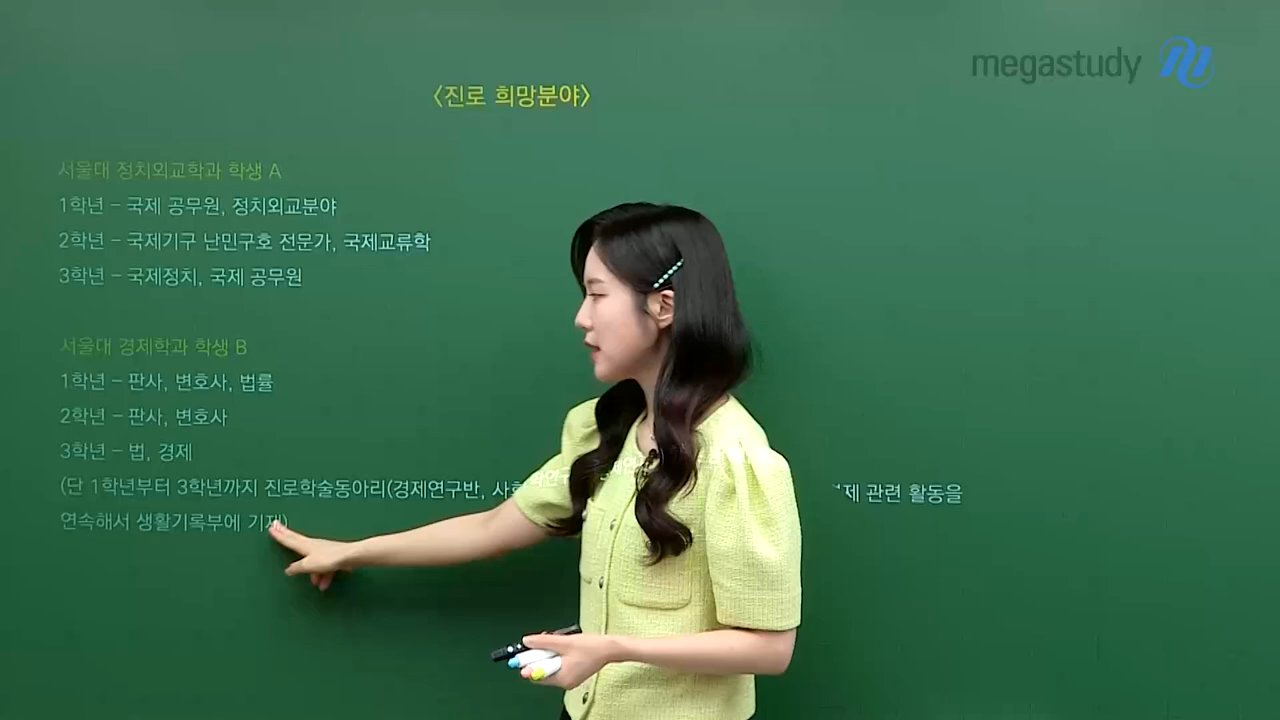 megastudy
<진로 희망분야>
서울대 정치외교학과 학생 A
1학년 - 국제 공무원, 정치외교분야
2학년 - 국제기구 난민구호 전문가, 국제교류학
3학년 - 국제정치, 국제 공무원
서울대 경제학과 학생 B
1학년 - 판사, 변호사, 법률
2학년 - 판사, 변호사
3학년 - 법, 경제
(단 1학년부터 3학년까지 진로학술동아리(경제연구반, 관련 활동을
연속해서 생활기록부에 기재)